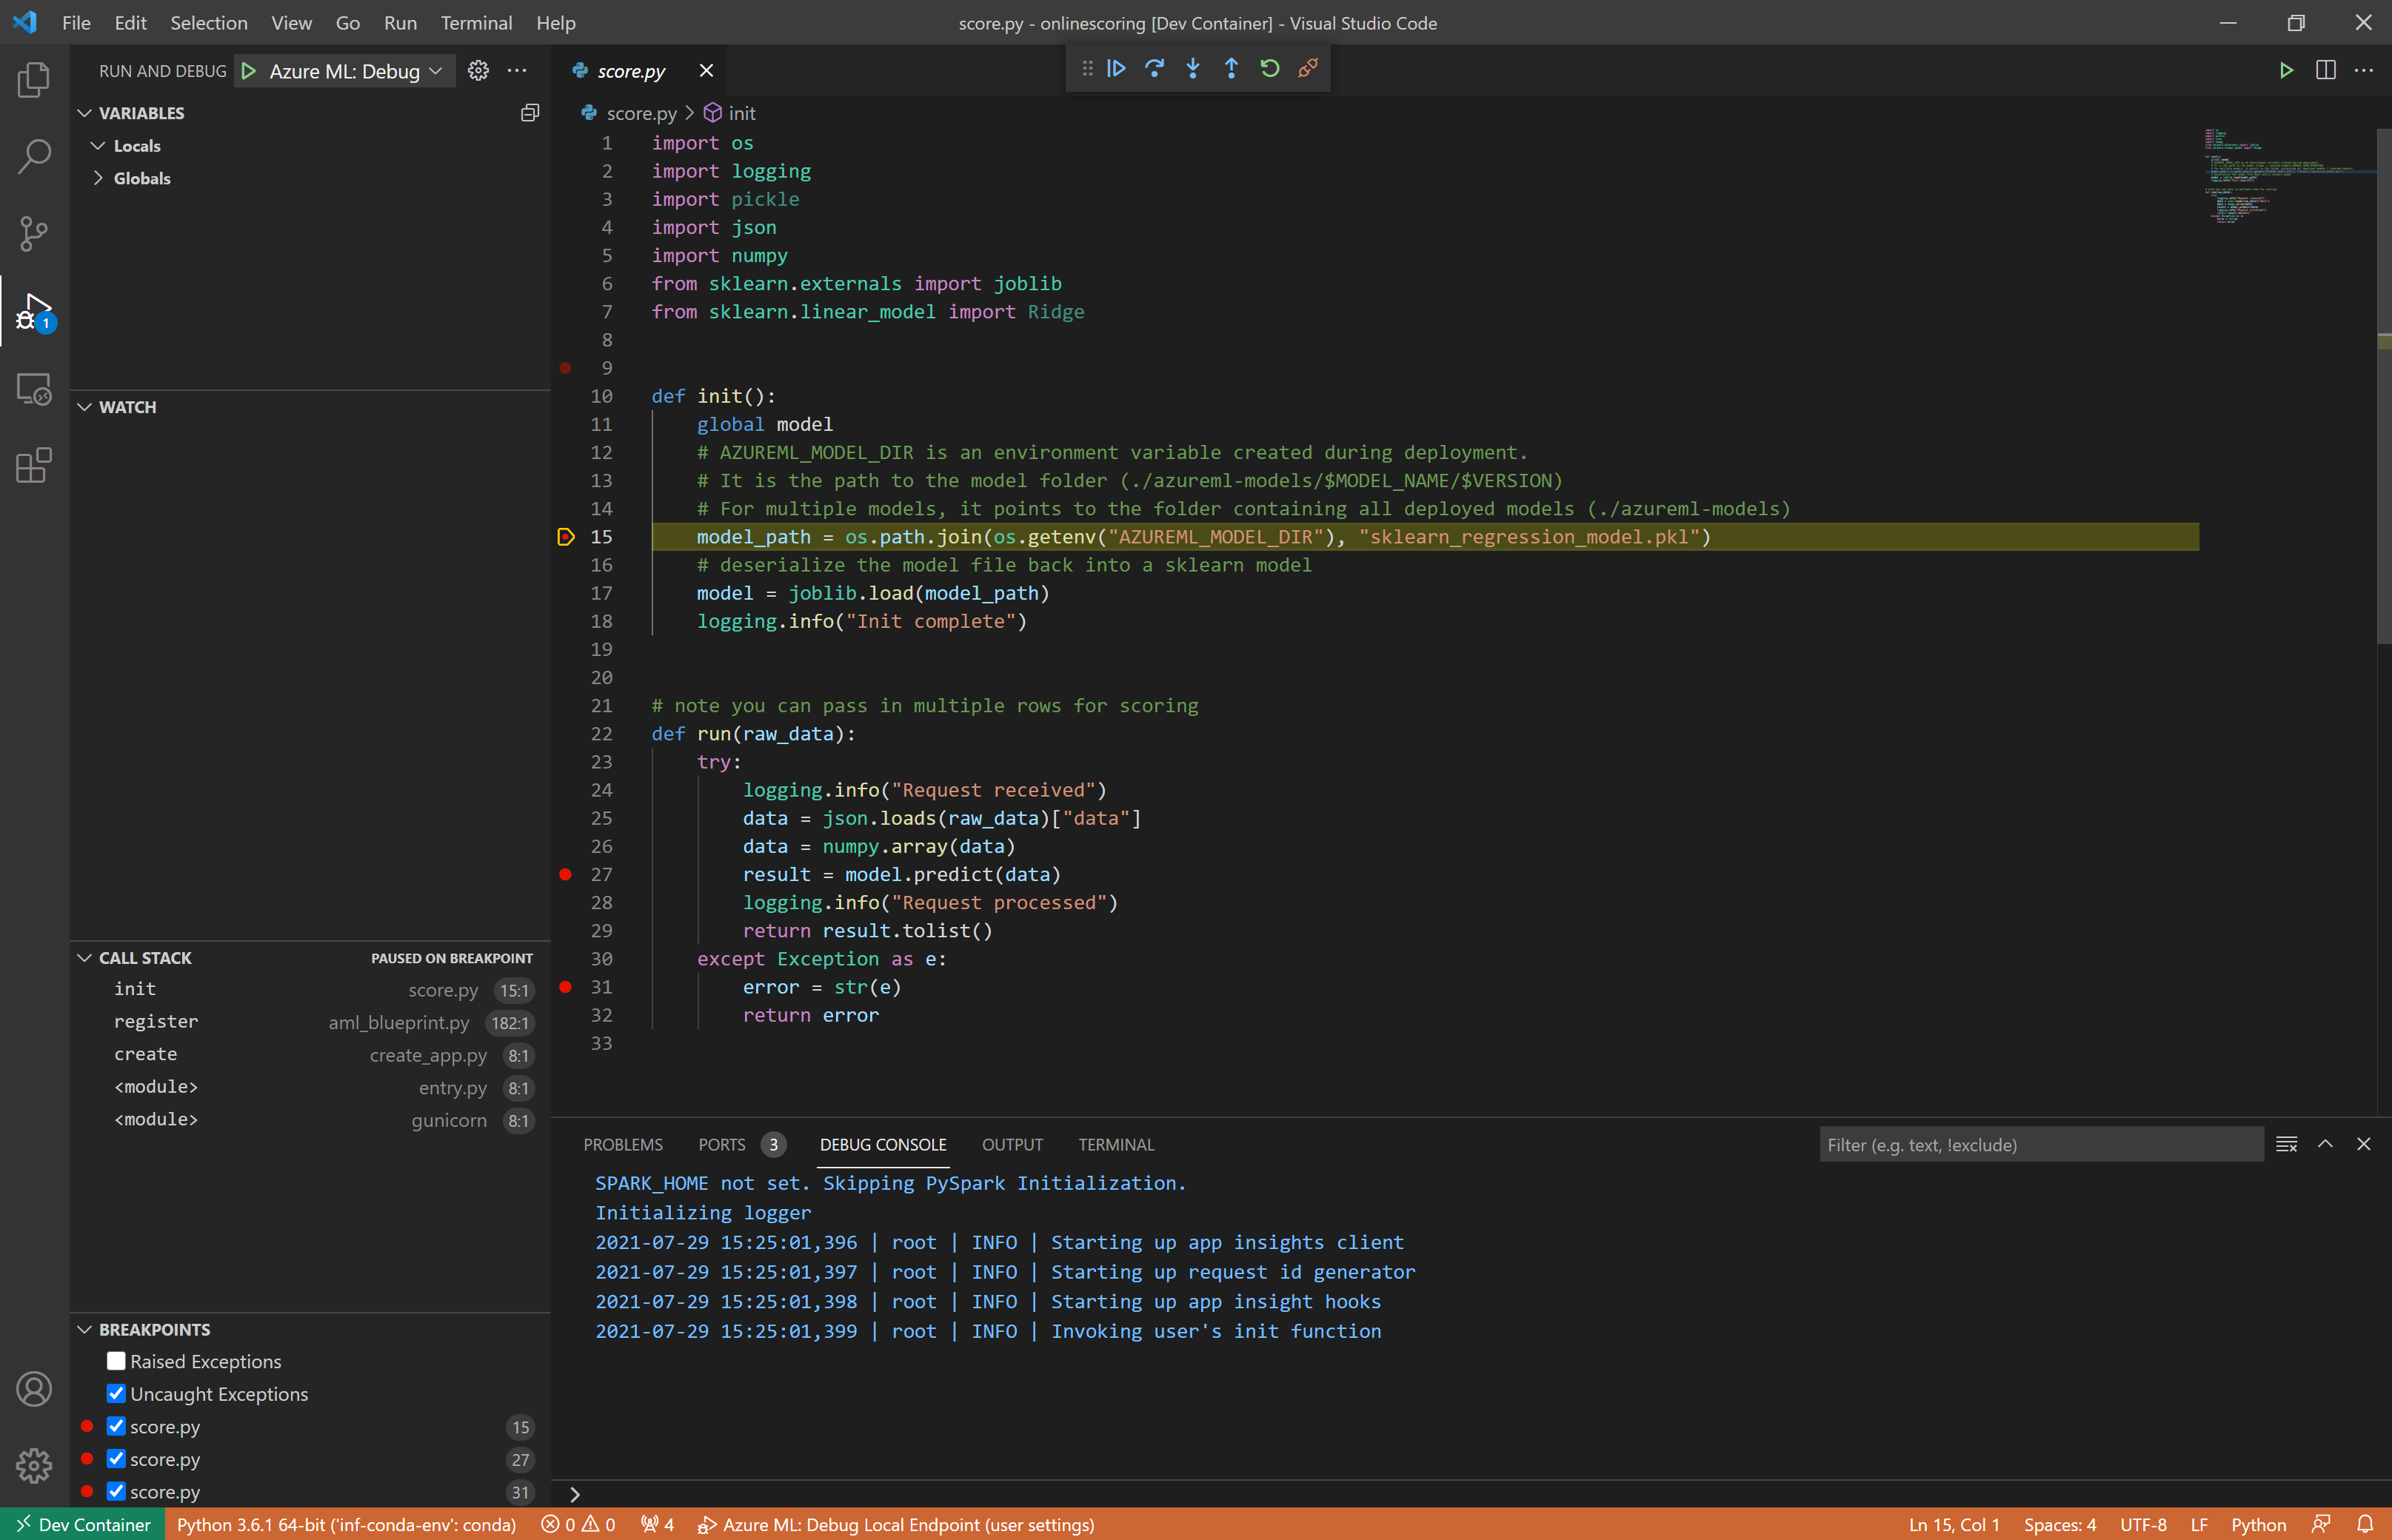 File Edit Selection View Go Run Terminal Help
score.py - onlinescoring [Dev Container] - Visual Studio Code
RUN AND DEBUG Azure ML: Debug
VARIABLES
Locals
Globals
WATCH
CALL STACK PAUSED ON BREAKPOINT
init score.py 15:1
register aml_blueprint.py 182:1
create create_app.py 8:1
<module> entry.py 8:1
<module> gunicorn 8:1
BREAKPOINTS
Raised Exceptions
Uncaught Exceptions
score.py 15
score.py 27
score.py 31
1
score.py
score.py > init
1 import os
2 import logging
3 import pickle
4 import json
5 import numpy
6 from sklearn.externals import joblib
7 from sklearn.linear_model import Ridge
8
9
10 def init():
11     global model
12     # AZUREML_MODEL_DIR is an environment variable created during deployment.
13     # It is the path to the model folder (./azureml-models/$MODEL_NAME/$VERSION)
14     # For multiple models, it points to the folder containing all deployed models (./azureml-models)
15     model_path = os.path.join(os.getenv("AZUREML_MODEL_DIR"), "sklearn_regression_model.pkl")
16     # deserialize the model file back into a sklearn model
17     model = joblib.load(model_path)
18     logging.info("Init complete")
19
20
21 # note you can pass in multiple rows for scoring
22 def run(raw_data):
23     try:
24         logging.info("Request received")
25         data = json.loads(raw_data)["data"]
26         data = numpy.array(data)
27         result = model.predict(data)
28         logging.info("Request processed")
29         return result.tolist()
30     except Exception as e:
31         error = str(e)
32         return error
33
PROBLEMS PORTS 3 DEBUG CONSOLE OUTPUT TERMINAL Filter (e.g. text, !exclude)
SPARK_HOME not set. Skipping PySpark Initialization.
Initializing logger
2021-07-29 15:25:01,396 | root | INFO | Starting up app insights client
2021-07-29 15:25:01,397 | root | INFO | Starting up request id generator
2021-07-29 15:25:01,398 | root | INFO | Starting up app insight hooks
2021-07-29 15:25:01,399 | root | INFO | Invoking user's init function
Dev Container Python 3.6.1 64-bit ('inf-conda-env': conda) 0 0 4 Azure ML: Debug Local Endpoint (user settings) Ln 15, Col 1 Spaces: 4 UTF-8 LF Python